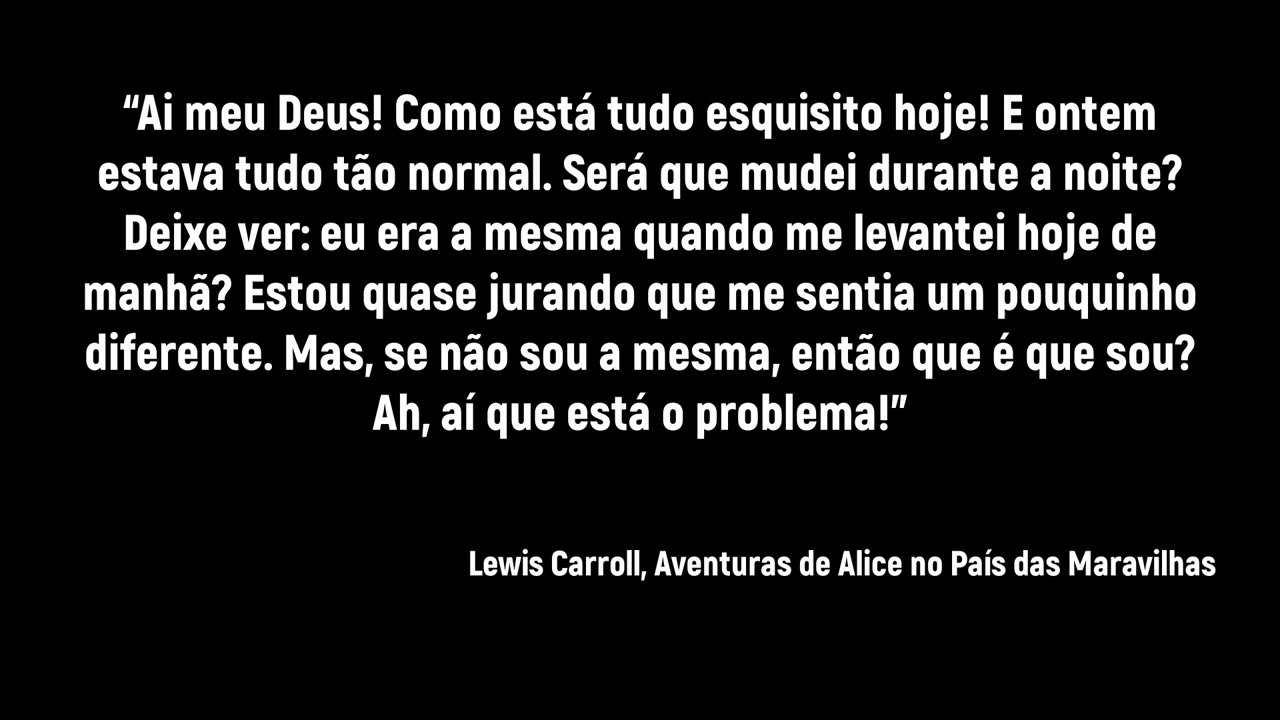 “Ai meu Deus! Como está tudo esquisito hoje! E ontem
estava tudo tão normal. Será que mudei durante a noite?
Deixe ver: eu era a mesma quando me levantei hoje de
manhã? Estou quase jurando que me sentia um pouquinho
diferente. Mas, se não sou a mesma, então que é que sou?
Ah, aí que está o problema!”
Lewis Carroll, Aventuras de Alice no País das Maravilhas